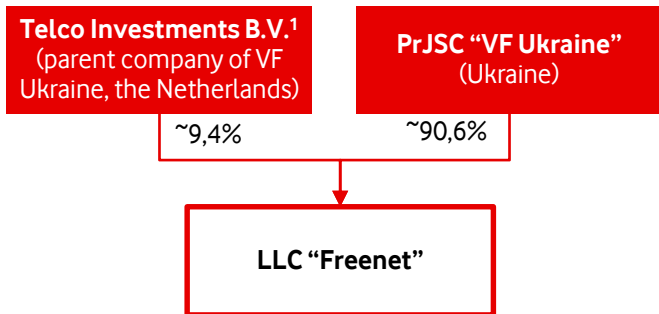 Telco Investments B.V.¹
(parent company of VF
Ukraine, the Netherlands)
PrJSC “VF Ukraine”
(Ukraine)
~9,4%
~90,6%
LLC “Freenet”